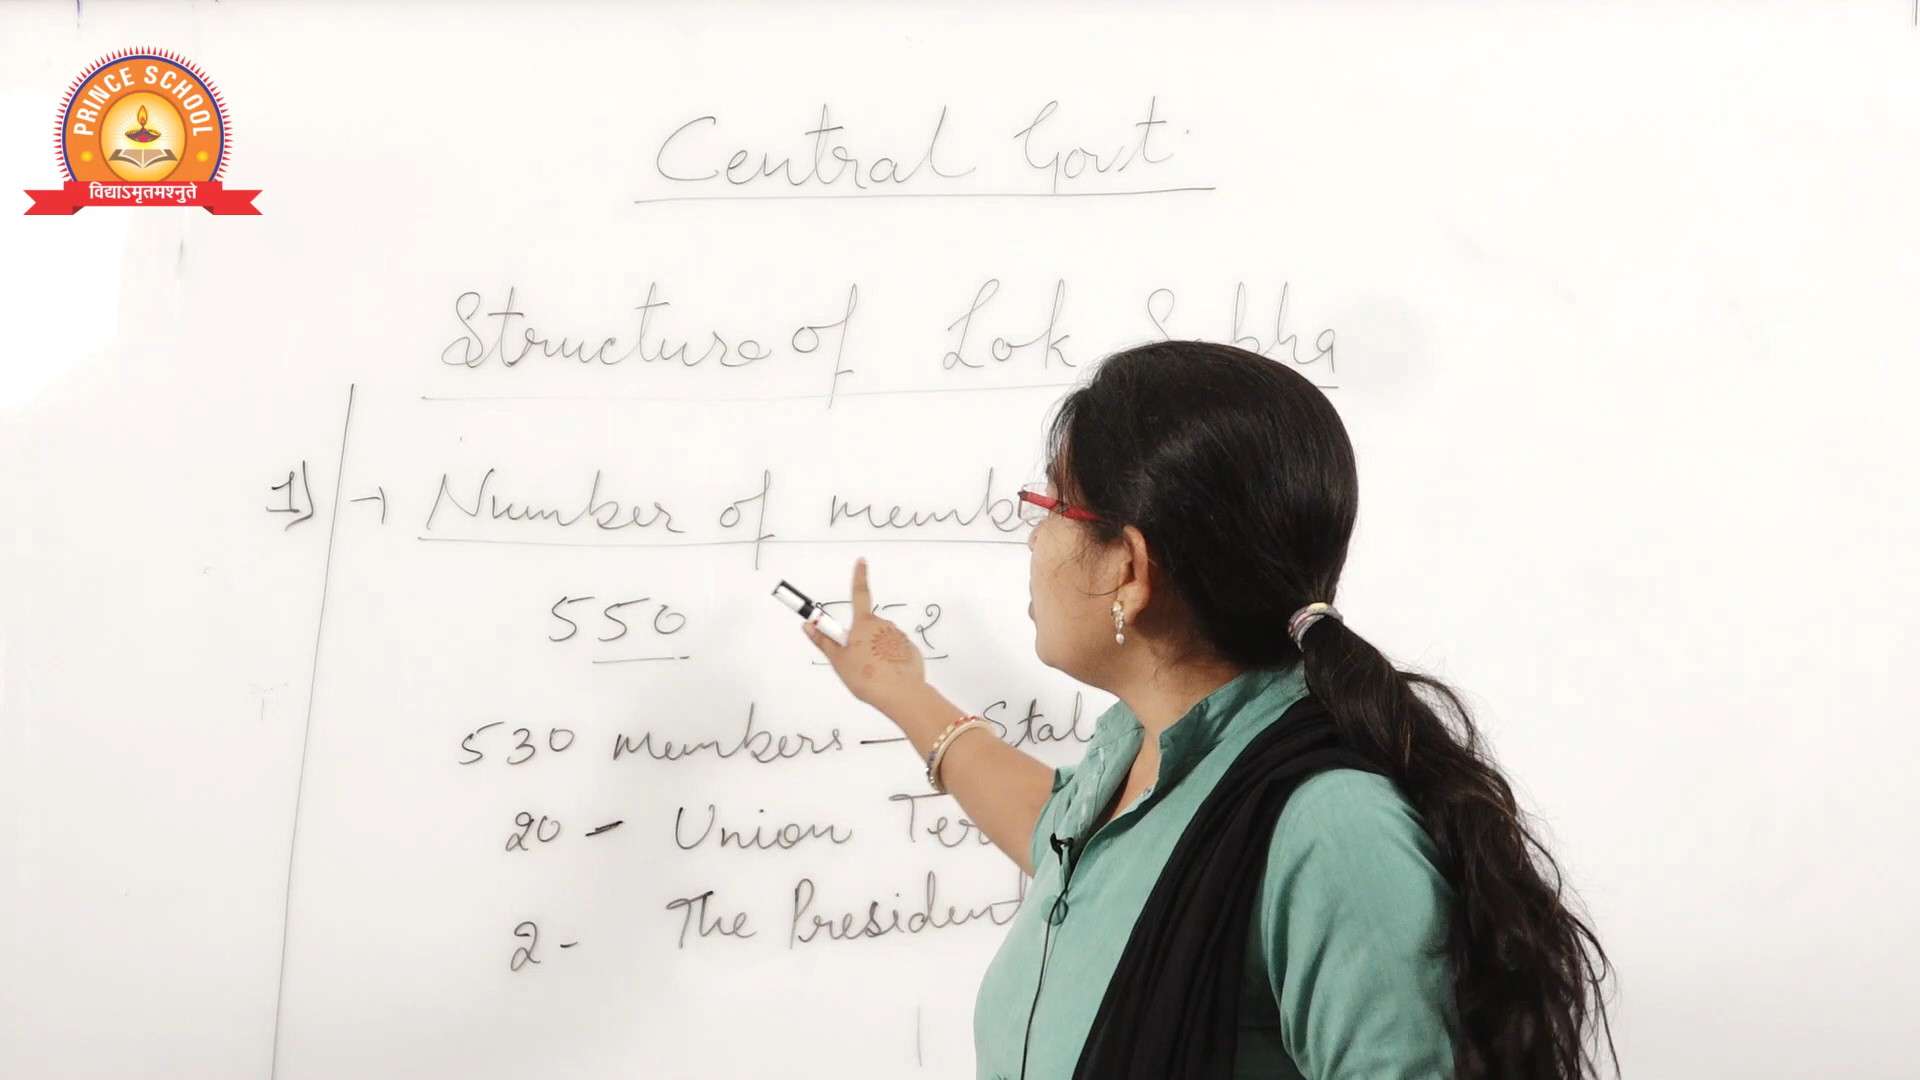 PRINCE SCHOOL
विद्याऽमृतमश्नुते
Central Govt.
Structure of Lok Sabha
1) → Number of memb
550 552
530 members — Stat
20 - Union Ter
2 - The President